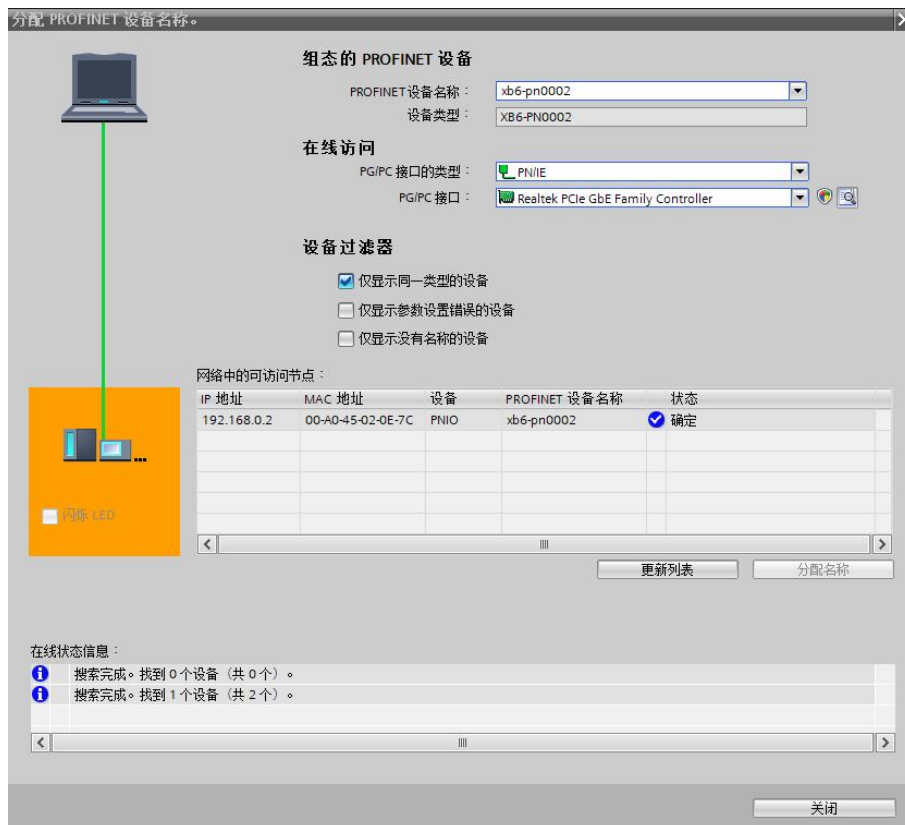 分配 PROFINET 设备名称。
组态的 PROFINET 设备
PROFINET设备名称： xb6-pn0002
设备类型： XB6-PN0002
在线访问
PG/PC 接口的类型： PN/IE
PG/PC 接口： Realtek PCIe GbE Family Controller
设备过滤器
仅显示同一类型的设备
仅显示参数设置错误的设备
仅显示没有名称的设备
网络中的可访问节点：
IP 地址 MAC 地址 设备 PROFINET 设备名称 状态
192.168.0.2 00-A0-45-02-0E-7C PNIO xb6-pn0002 确定
闪烁 LED
更新列表 分配名称
在线状态信息：
搜索完成。找到 0 个设备（共 0 个）。
搜索完成。找到 1 个设备（共 2 个）。
关闭